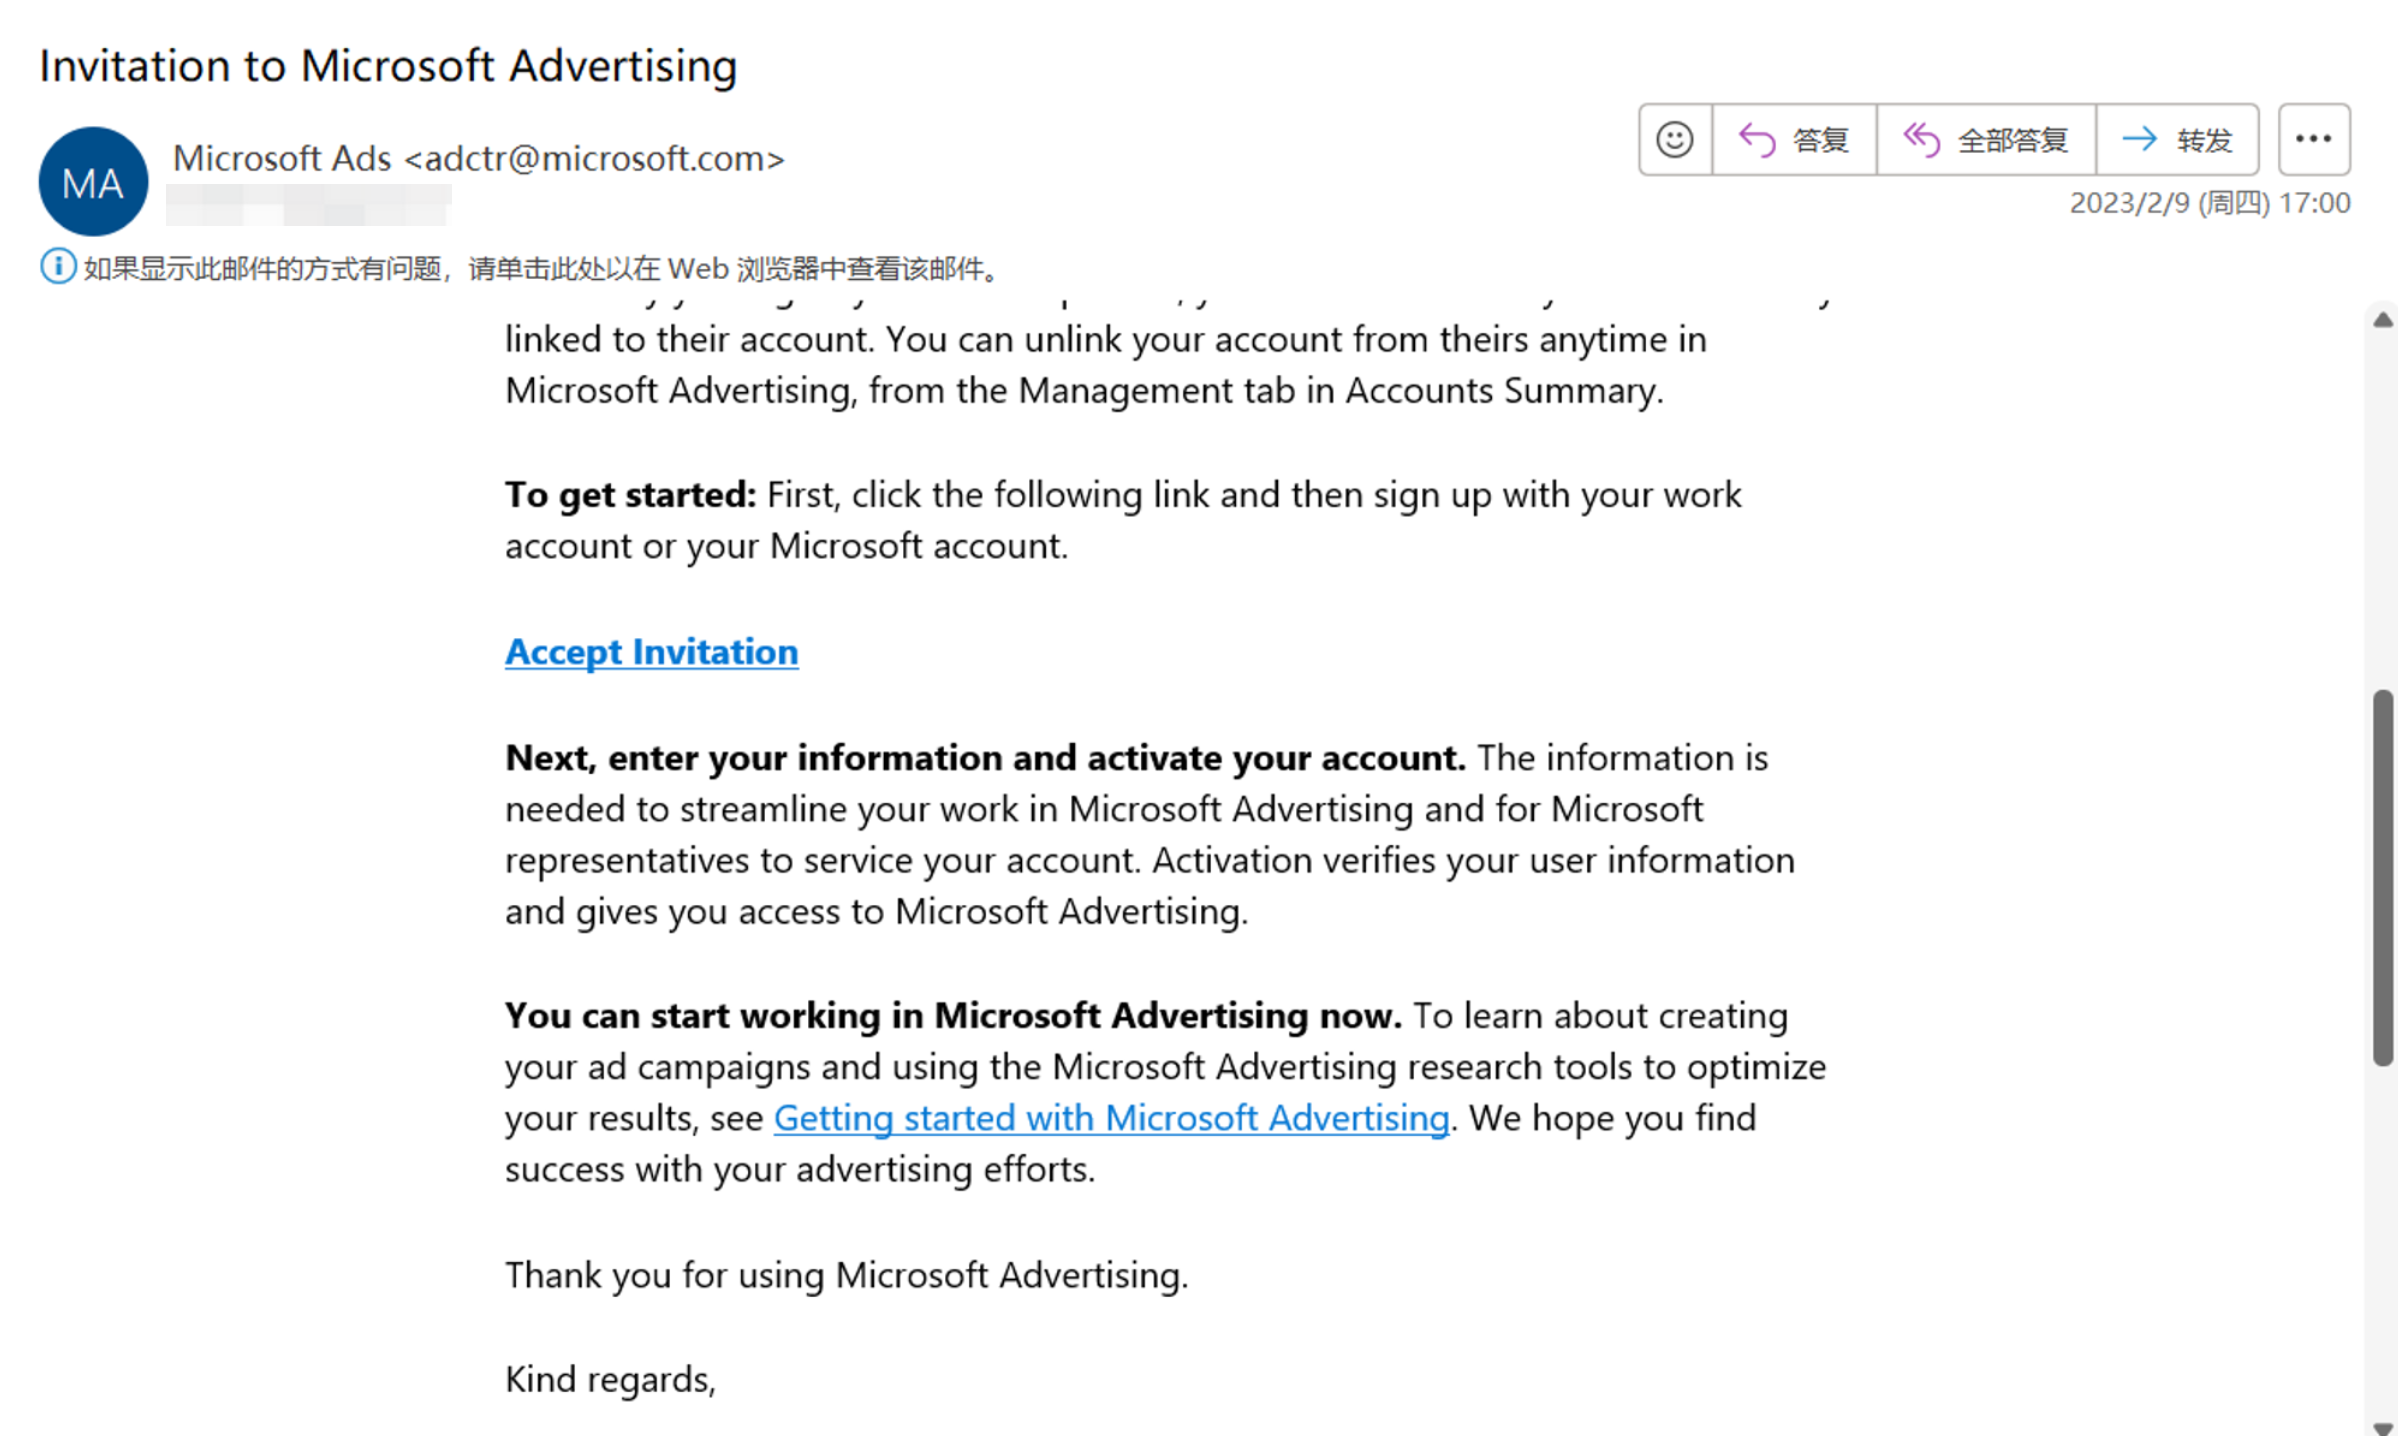 Invitation to Microsoft Advertising
MA
Microsoft Ads <adctr@microsoft.com>
答复
全部答复
转发
2023/2/9 (周四) 17:00
如果显示此邮件的方式有问题，请单击此处以在 Web 浏览器中查看该邮件。
linked to their account. You can unlink your account from theirs anytime in
Microsoft Advertising, from the Management tab in Accounts Summary.
To get started: First, click the following link and then sign up with your work
account or your Microsoft account.
Accept Invitation
Next, enter your information and activate your account. The information is
needed to streamline your work in Microsoft Advertising and for Microsoft
representatives to service your account. Activation verifies your user information
and gives you access to Microsoft Advertising.
You can start working in Microsoft Advertising now. To learn about creating
your ad campaigns and using the Microsoft Advertising research tools to optimize
your results, see Getting started with Microsoft Advertising. We hope you find
success with your advertising efforts.
Thank you for using Microsoft Advertising.
Kind regards,